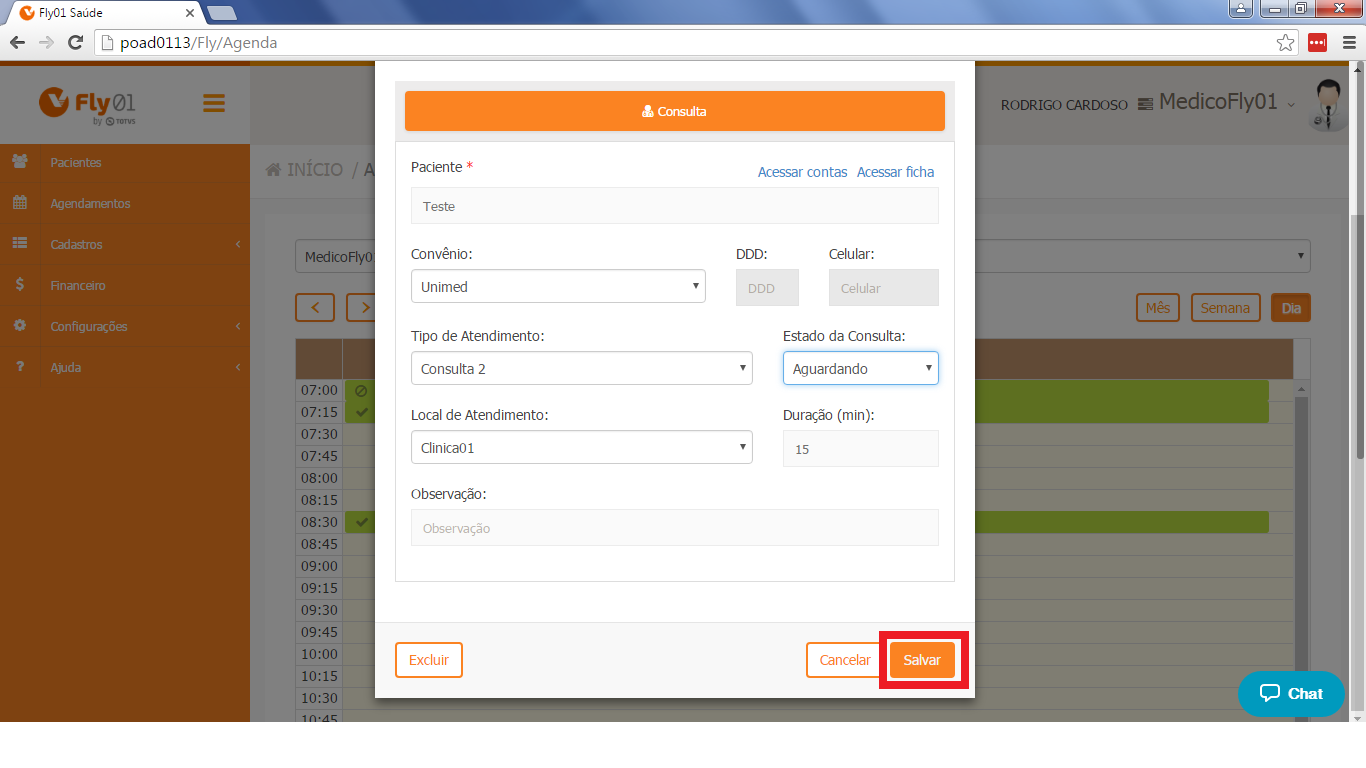 Fly01 Saúde
poad0113/Fly/Agenda
Fly01
by TOTVS
RODRIGO CARDOSO MedicoFly01
Pacientes
Agendamentos
Cadastros
Financeiro
Configurações
Ajuda
INÍCIO / A
MedicoFly0
< >
Mês Semana Dia
07:00
07:15
07:30
07:45
08:00
08:15
08:30
08:45
09:00
09:15
09:30
09:45
10:00
10:15
10:30
10:45
Consulta
Paciente *
Acessar contas Acessar ficha
Teste
Convênio: DDD: Celular:
Unimed DDD Celular
Tipo de Atendimento: Estado da Consulta:
Consulta 2 Aguardando
Local de Atendimento: Duração (min):
Clinica01 15
Observação:
Observação
Excluir Cancelar Salvar
Chat